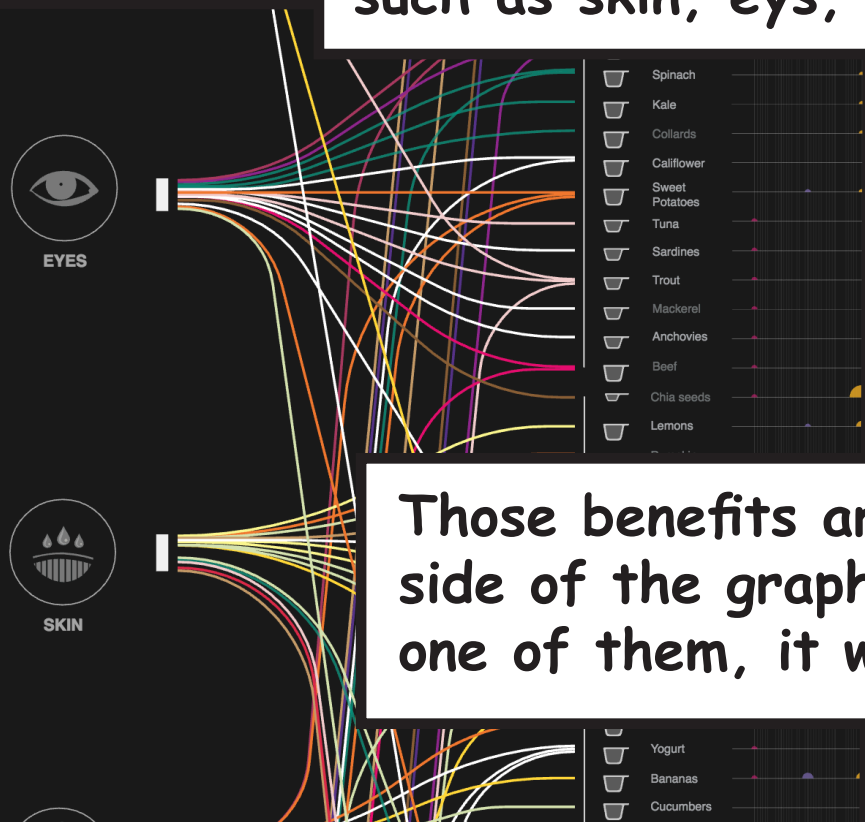 such as skin, eyes,
Spinach
Kale
Collards
Califlower
Sweet
Potatoes
Tuna
EYES
Sardines
Trout
Mackerel
Anchovies
Beef
Chia seeds
Lemons
Those benefits ar
side of the graph
one of them, it w
SKIN
Yogurt
Bananas
Cucumbers